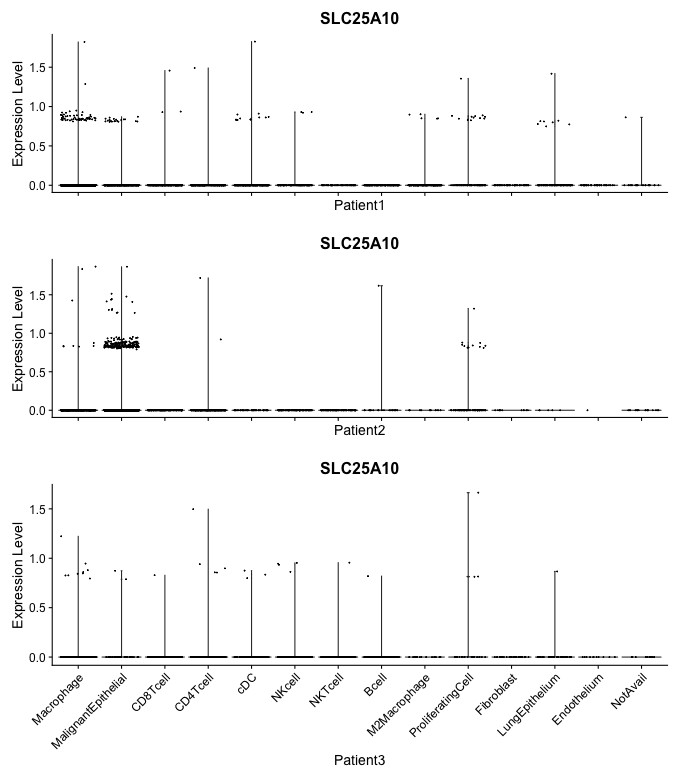 SLC25A10
Expression Level
1.5
1.0
0.5
0.0
Patient1
SLC25A10
Expression Level
1.5
1.0
0.5
0.0
Patient2
SLC25A10
Expression Level
1.5
1.0
0.5
0.0
Macrophage
MalignantEpithelial
CD8Tcell
CD4Tcell
cDC
NKcell
NKTcell
Bcell
M2Macrophage
ProliferatingCell
Fibroblast
LungEpithelium
Endothelium
NotAvail
Patient3